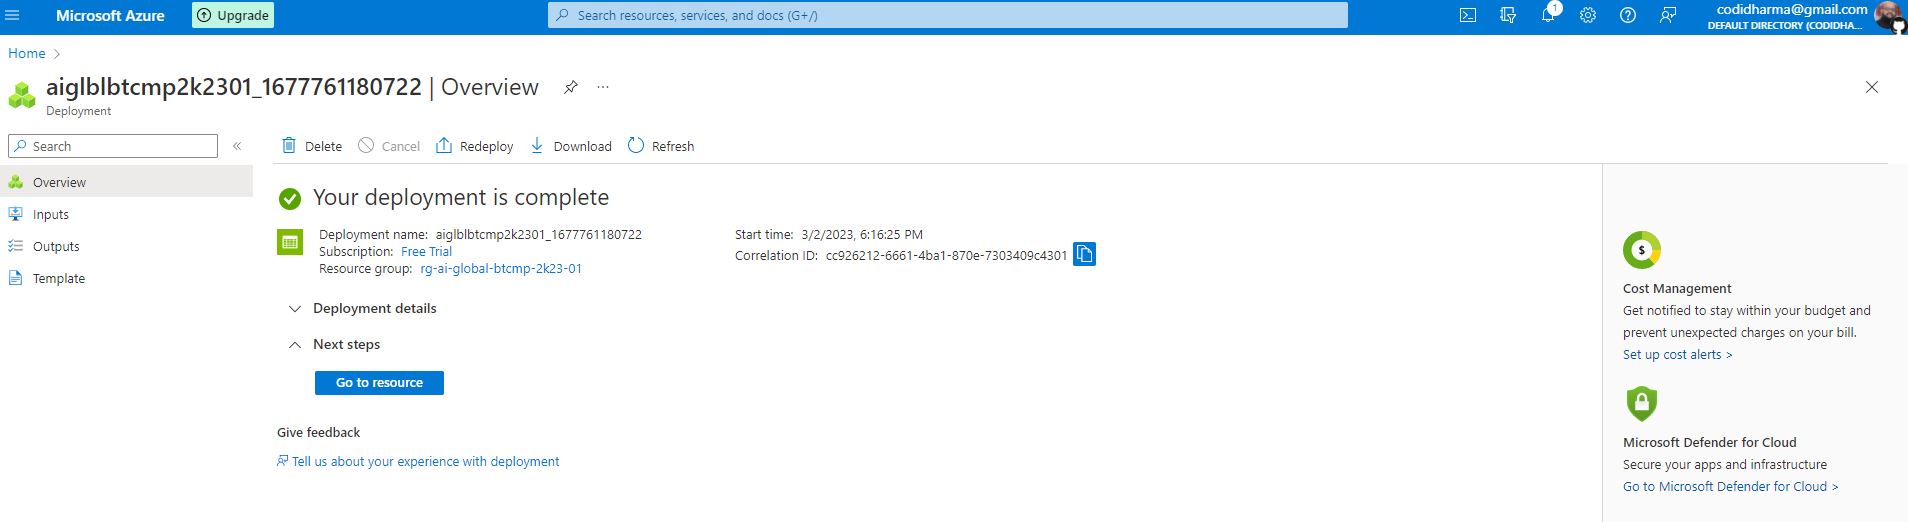 Microsoft Azure
Upgrade
Search resources, services, and docs (G+/)
1
codidharma@gmail.com
DEFAULT DIRECTORY (CODIDHA...
Home >
aiglblbtcmp2k2301_1677761180722 | Overview
...
Deployment
Search
«
Delete
Cancel
Redeploy
Download
Refresh
Overview
Inputs
Outputs
Template
Your deployment is complete
Deployment name: aiglblbtcmp2k2301_1677761180722
Subscription: Free Trial
Resource group: rg-ai-global-btcmp-2k23-01
Start time: 3/2/2023, 6:16:25 PM
Correlation ID: cc926212-6661-4ba1-870e-7303409c4301
Deployment details
Next steps
Go to resource
Give feedback
Tell us about your experience with deployment
$
Cost Management
Get notified to stay within your budget and
prevent unexpected charges on your bill.
Set up cost alerts >
Microsoft Defender for Cloud
Secure your apps and infrastructure
Go to Microsoft Defender for Cloud >